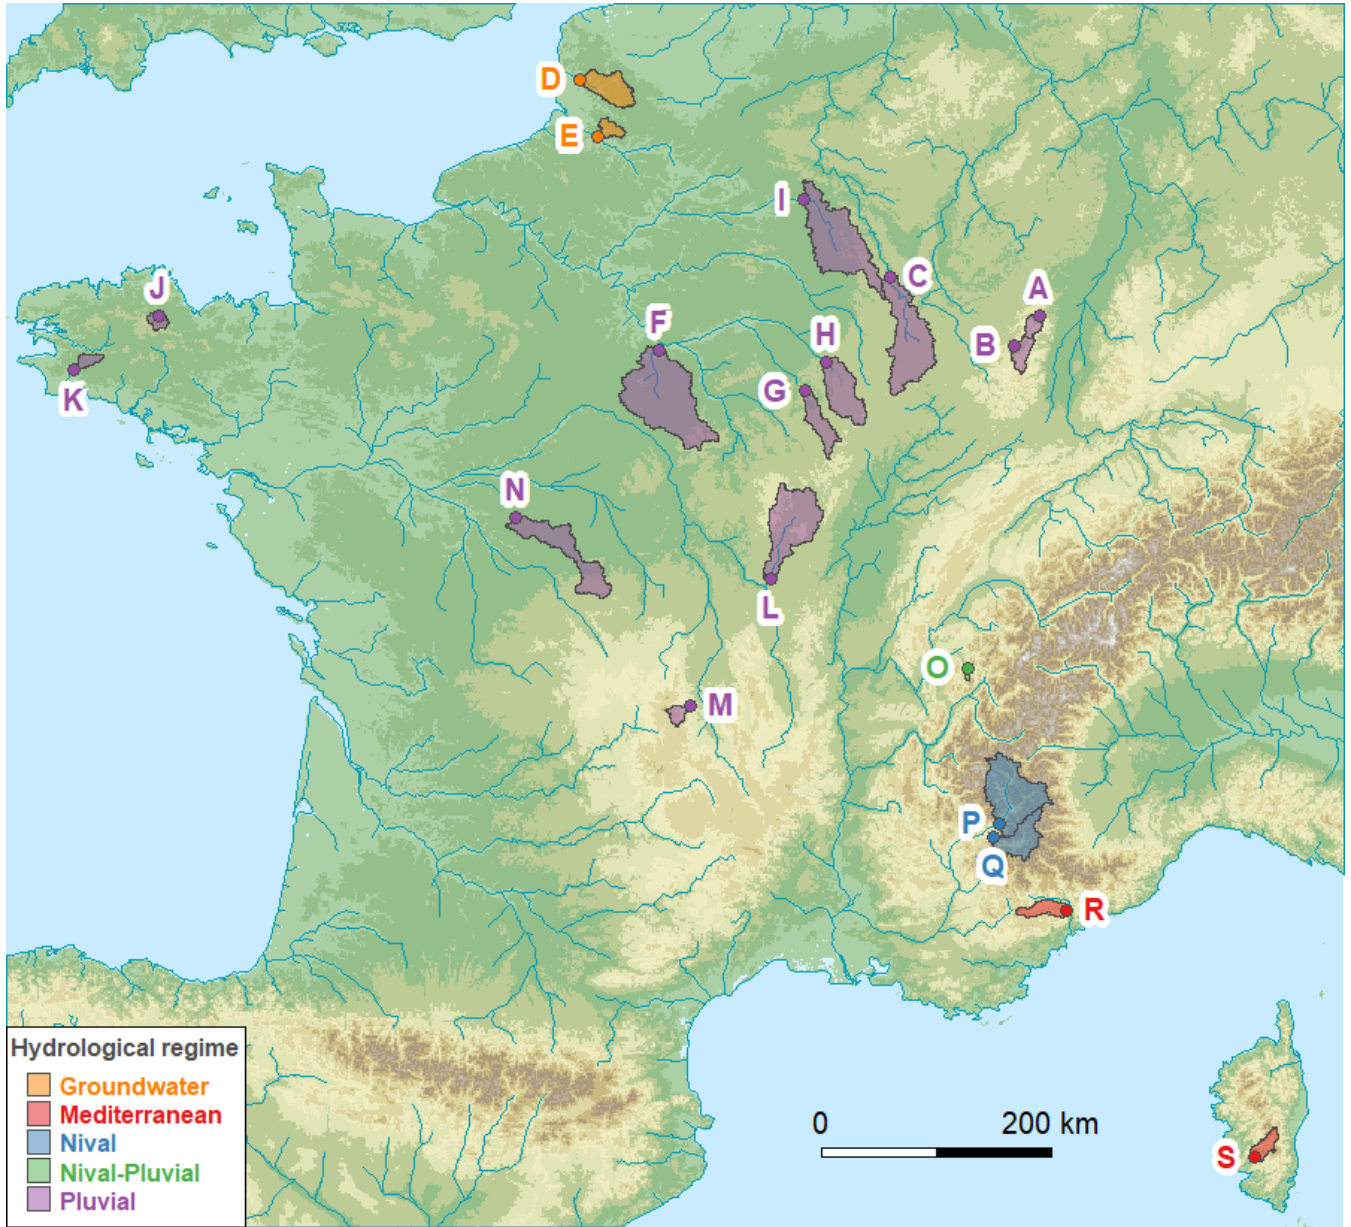 D
E
I
C
J
A
F
B
H
K
G
N
L
O
M
P
Q
R
S
0 200 km
Hydrological regime
Groundwater
Mediterranean
Nival
Nival-Pluvial
Pluvial